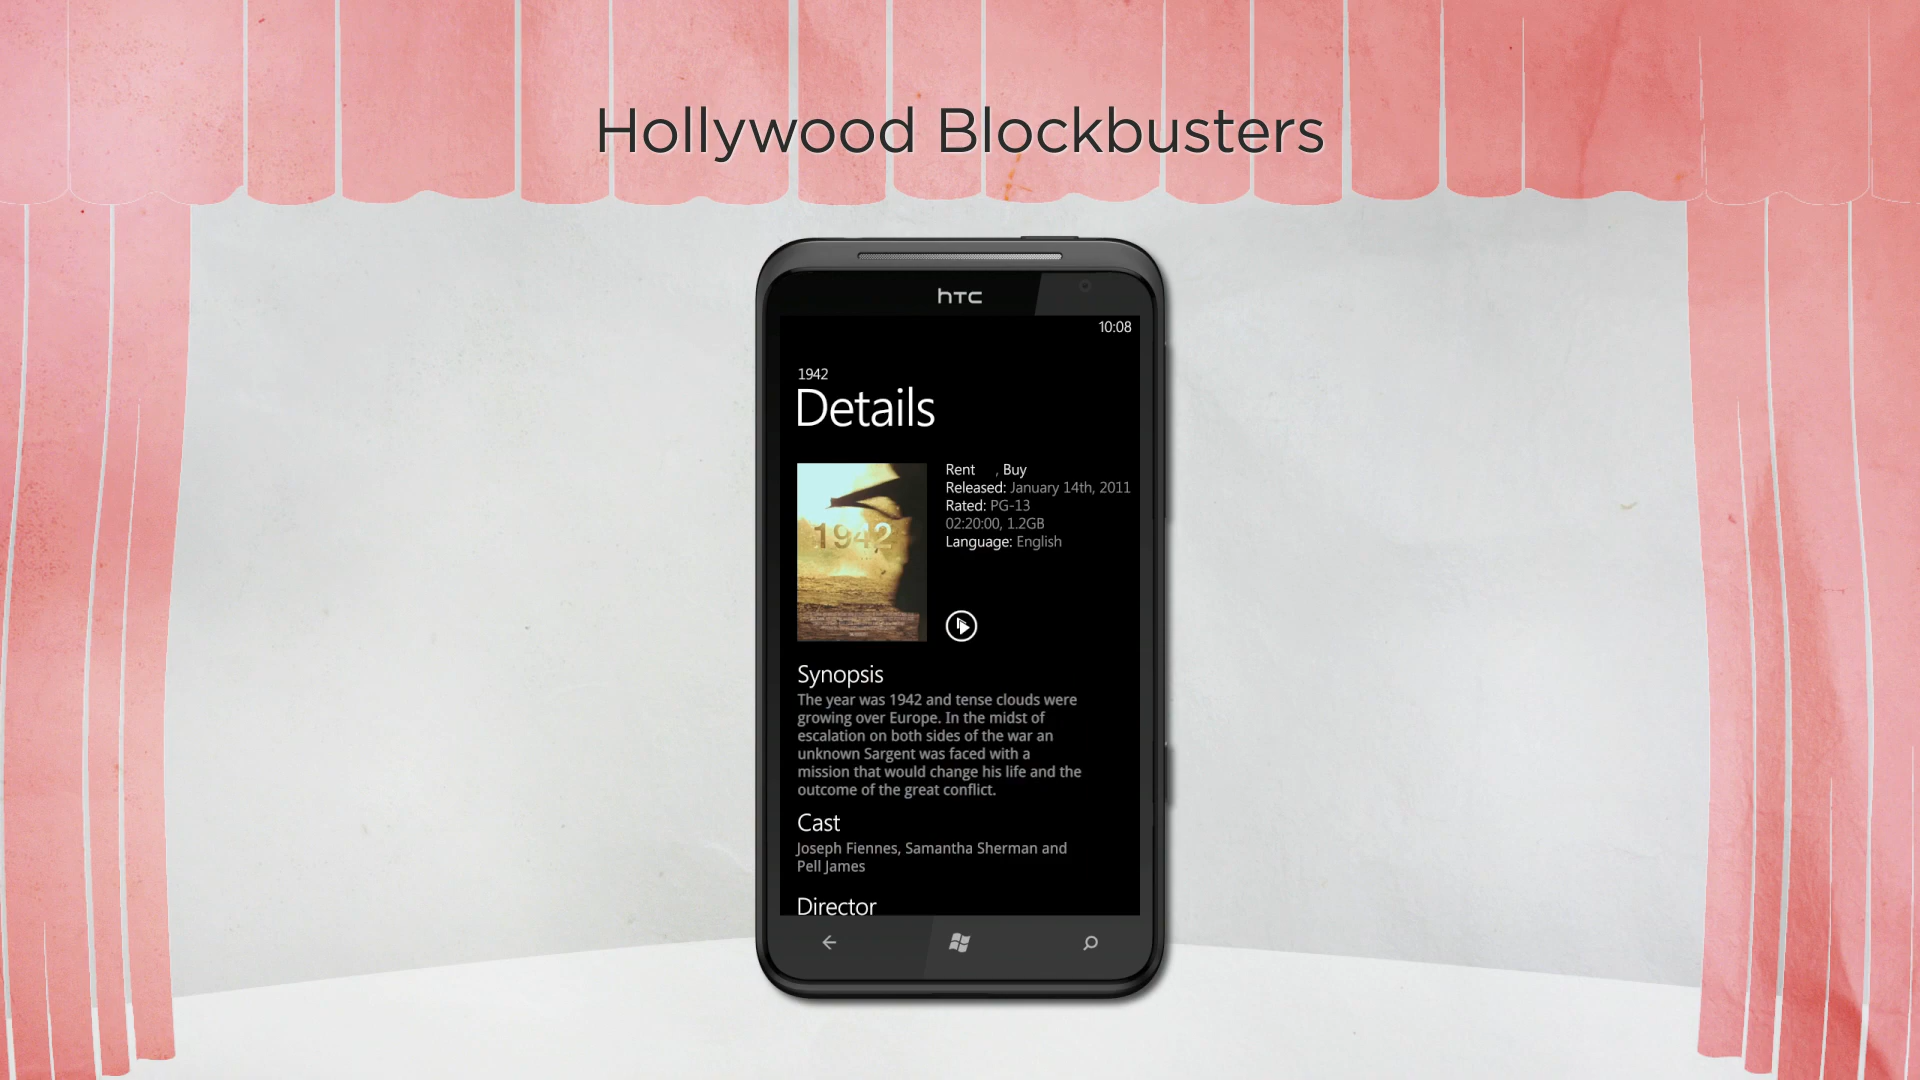 Hollywood Blockbusters
hTC
10:08
1942
Details
1942
Rent , Buy
Released: January 14th, 2011
Rated: PG-13
02:20:00, 1.2GB
Language: English
Synopsis
The year was 1942 and tense clouds were
growing over Europe. In the midst of
escalation on both sides of the war an
unknown Sargent was faced with a
mission that would change his life and the
outcome of the great conflict.
Cast
Joseph Fiennes, Samantha Sherman and
Pell James
Director